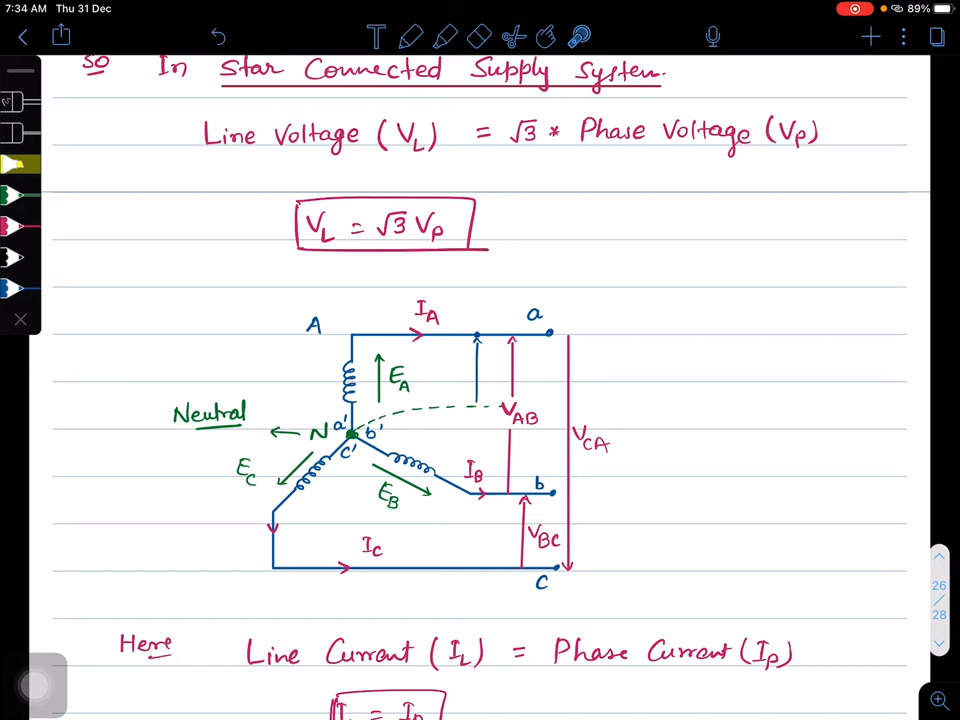 7:34 AM Thu 31 Dec
89%
So In Star Connected Supply System.
Line Voltage (VL) = √3 * Phase Voltage (Vp)
VL = √3 Vp
IA
A
a
EA
VAB
Neutral
N
a'
b'
c'
VCA
EC
EB
IB
b
VBC
IC
C
26
/
28
Here Line Current (IL) = Phase Current (Ip)
IL = Ip